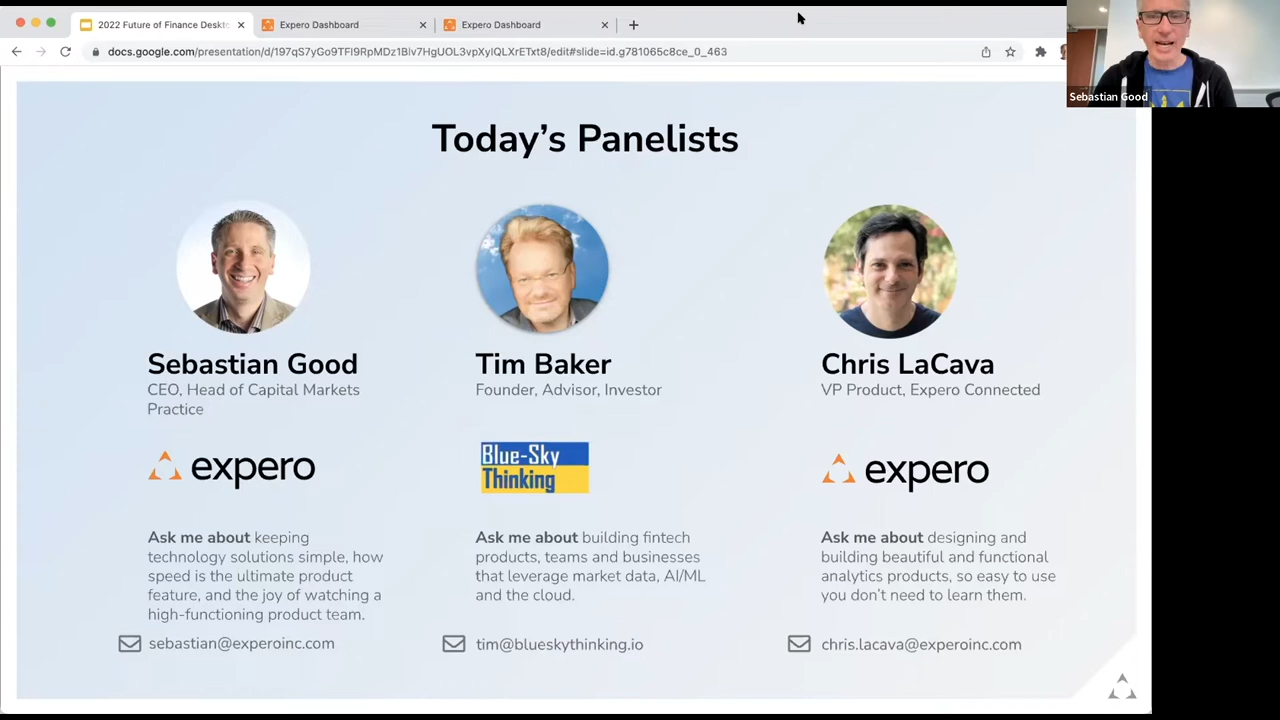 2022 Future of Finance Deskto
Expero Dashboard
Expero Dashboard
docs.google.com/presentation/d/197qS7yGo9TFl9RpMDz1Blv7HgUOL3vpXyIQLXrETxt8/edit#slide=id.g781065c8ce_0_463
Sebastian Good
Today's Panelists
Sebastian Good
CEO, Head of Capital Markets
Practice
expero
Ask me about keeping
technology solutions simple, how
speed is the ultimate product
feature, and the joy of watching a
high-functioning product team.
sebastian@experoinc.com
Tim Baker
Founder, Advisor, Investor
Blue-Sky
Thinking
Ask me about building fintech
products, teams and businesses
that leverage market data, AI/ML
and the cloud.
tim@blueskythinking.io
Chris LaCava
VP Product, Expero Connected
expero
Ask me about designing and
building beautiful and functional
analytics products, so easy to use
you don't need to learn them.
chris.lacava@experoinc.com